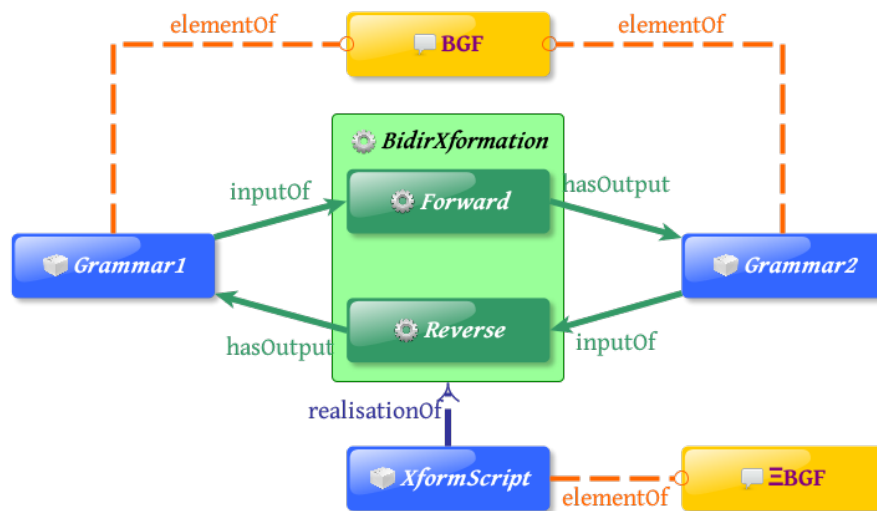 elementOf
BGF
elementOf
BidirXformation
inputOf
Forward
hasOutput
Grammar1
Grammar2
hasOutput
Reverse
inputOf
realisationOf
XformScript
elementOf
ΞBGF